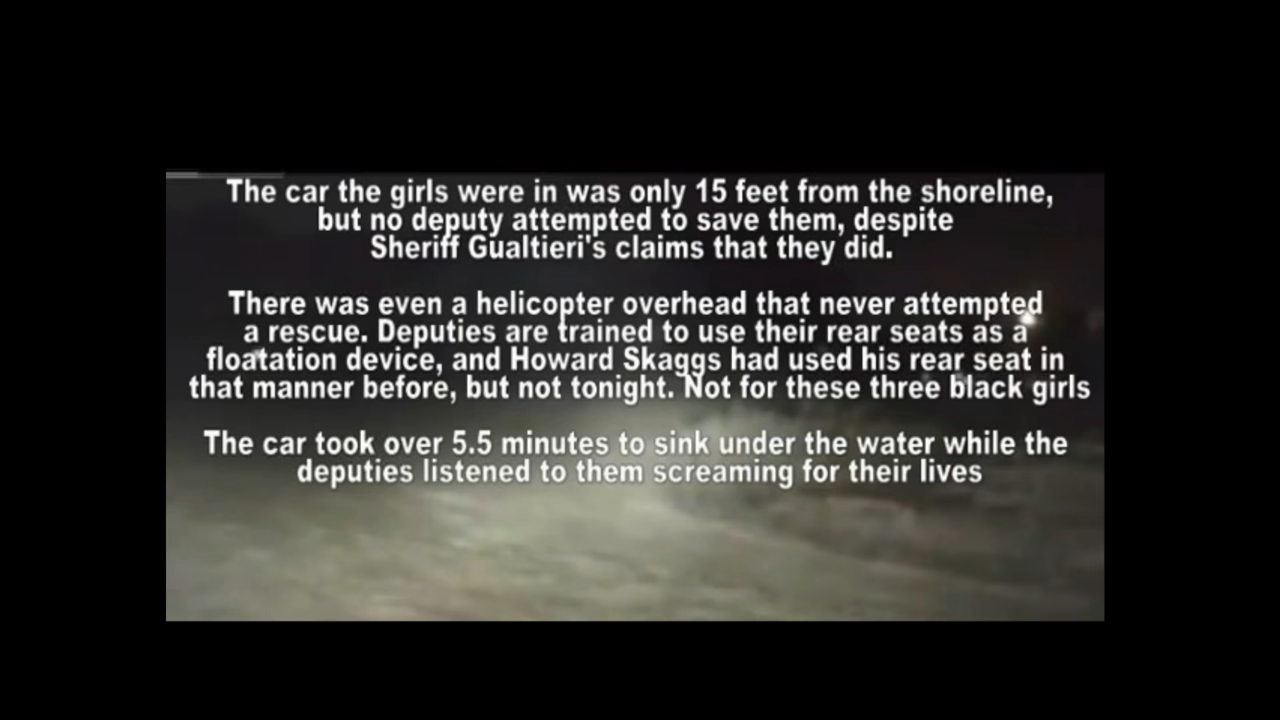 The car the girls were in was only 15 feet from the shoreline,
but no deputy attempted to save them, despite
Sheriff Gualtieri's claims that they did.
There was even a helicopter overhead that never attempted
a rescue. Deputies are trained to use their rear seats as a
floatation device, and Howard Skaggs had used his rear seat in
that manner before, but not tonight. Not for these three black girls
The car took over 5.5 minutes to sink under the water while the
deputies listened to them screaming for their lives